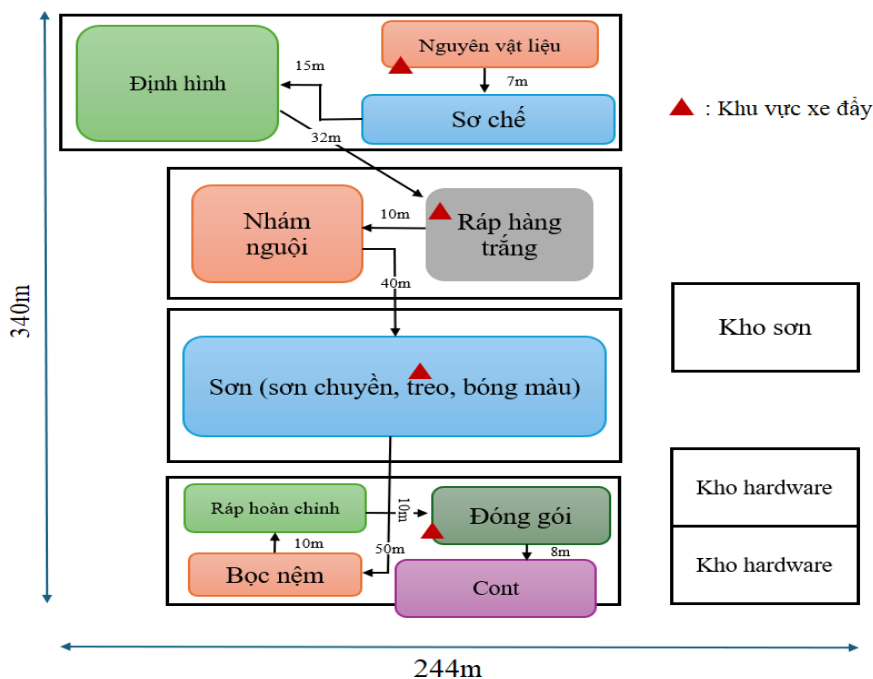 Nguyên vật liệu
15m
Định hình
7m
▲ : Khu vực xe đẩy
Sơ chế
32m
Nhám
nguội
10m
Ráp hàng
trắng
40m
340m
Kho sơn
Sơn (sơn chuyền, treo, bóng màu)
Kho hardware
Ráp hoàn chỉnh
10m
Đóng gói
10m
50m
8m
Bọc nệm
Cont
Kho hardware
244m